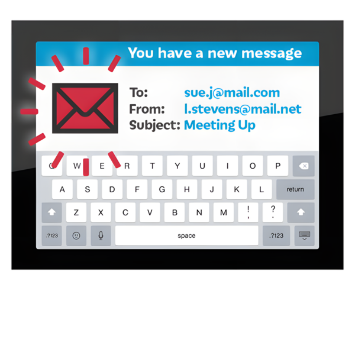 You have a new message
To: sue.j@mail.com
From: l.stevens@mail.net
Subject: Meeting Up
W E R T Y U I O P
A S D F G H J K L return
Z X C V B N M ! , ? .
.?123 space .?123